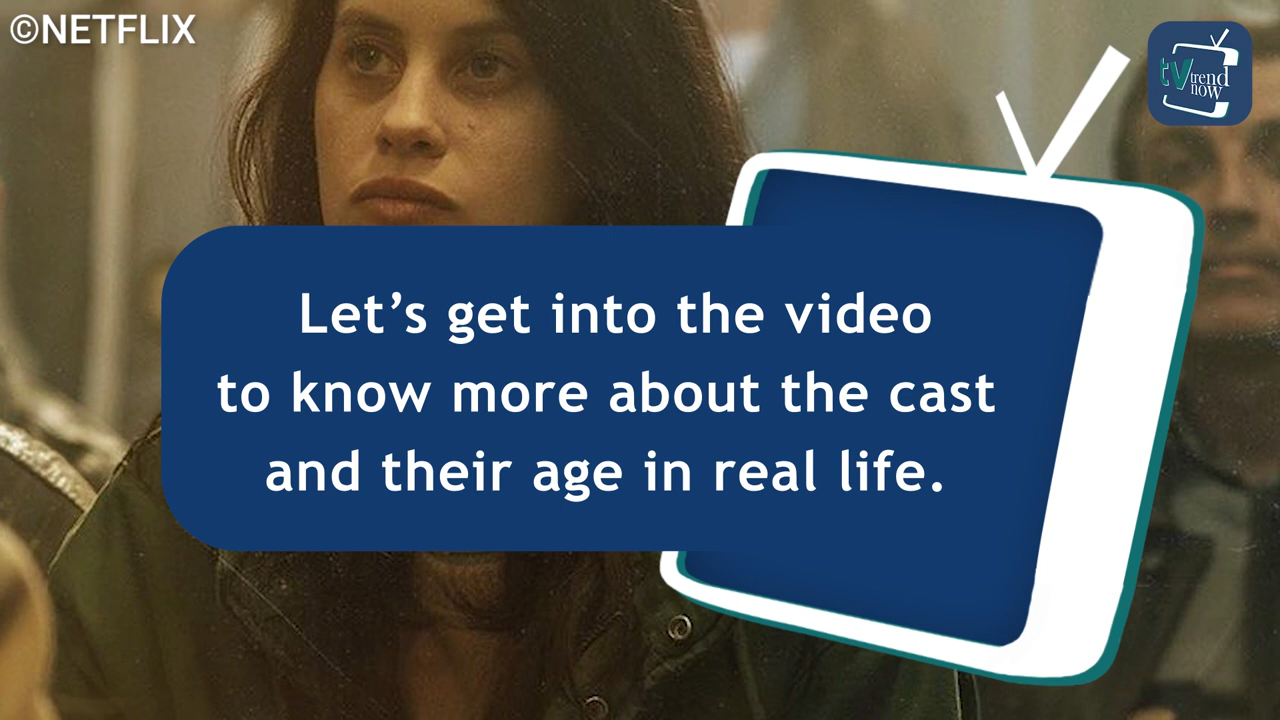 ©NETFLIX
tv trend
now
Let’s get into the video
to know more about the cast
and their age in real life.